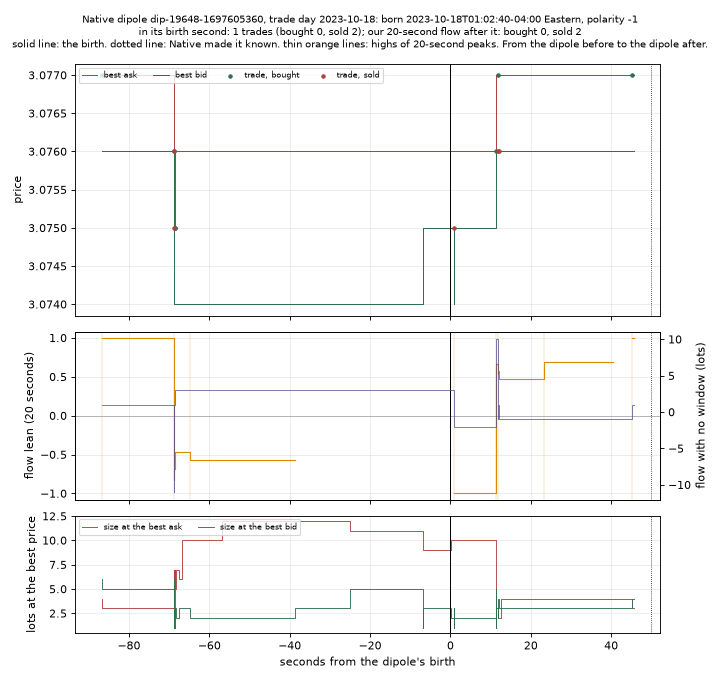 Native dipole dip-19648-1697605360, trade day 2023-10-18: born 2023-10-18T01:02:40-04:00 Eastern, polarity -1
in its birth second: 1 trades (bought 0, sold 2); our 20-second flow after it: bought 0, sold 2
solid line: the birth. dotted line: Native made it known. thin orange lines: highs of 20-second peaks. From the dipole before to the dipole after.
best ask
best bid
trade, bought
trade, sold
3.0770
3.0765
3.0760
3.0755
3.0750
3.0745
3.0740
price
1.0
0.5
0.0
−0.5
−1.0
flow lean (20 seconds)
10
5
0
−5
−10
flow with no window (lots)
size at the best ask
size at the best bid
12.5
10.0
7.5
5.0
2.5
lots at the best price
−80
−60
−40
−20
0
20
40
seconds from the dipole's birth